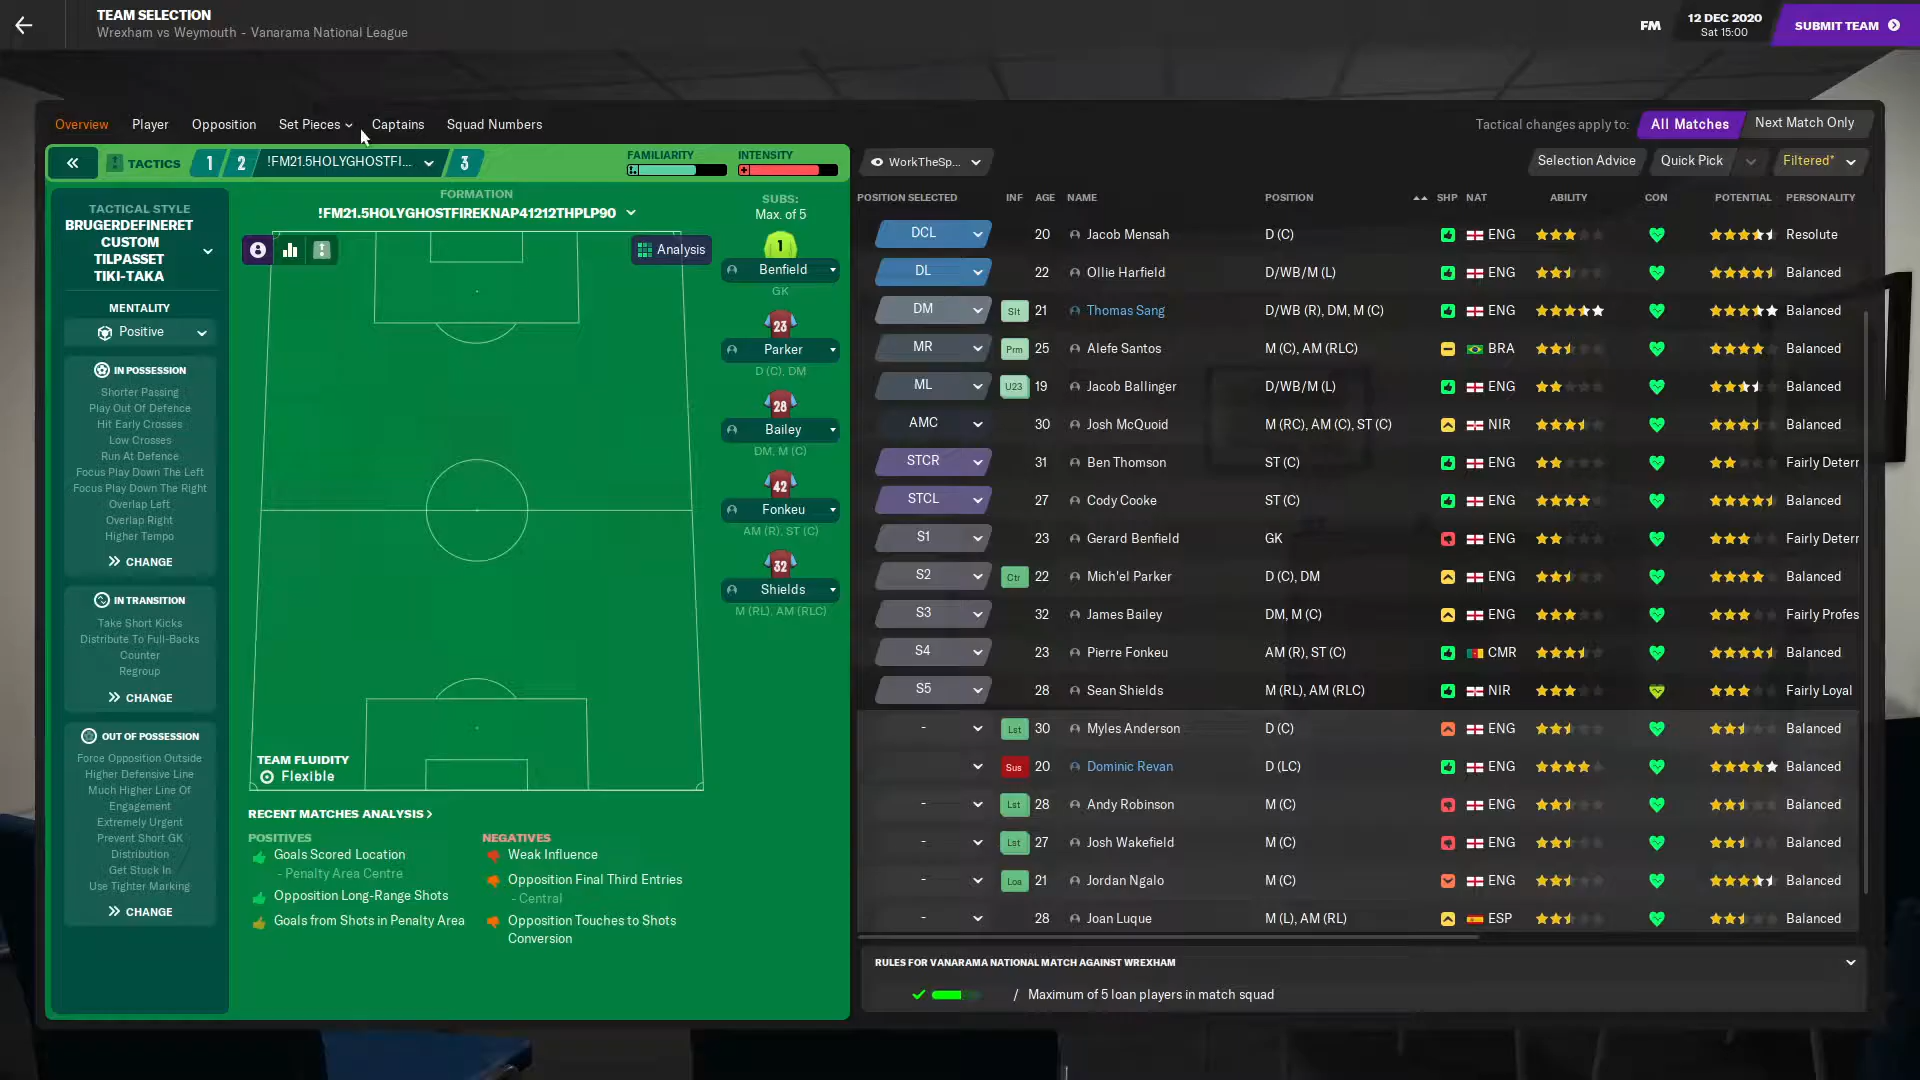 TEAM SELECTION
Wrexham vs Weymouth - Vanarama National League
FM
12 DEC 2020
Sat 15:00
SUBMIT TEAM
Overview Player Opposition Set Pieces Captains Squad Numbers
Tactical changes apply to: All Matches Next Match Only
TACTICS 1 2 !FM21.5HOLYGHOSTFI... 3
FAMILIARITY INTENSITY
WorkTheSp...
Selection Advice Quick Pick Filtered*
TACTICAL STYLE
BRUGERDEFINERET
CUSTOM
TILPASSET
TIKI-TAKA
MENTALITY
Positive
IN POSSESSION
Shorter Passing
Play Out Of Defence
Hit Early Crosses
Low Crosses
Run At Defence
Focus Play Down The Left
Focus Play Down The Right
Overlap Left
Overlap Right
Higher Tempo
CHANGE
IN TRANSITION
Take Short Kicks
Distribute To Full-Backs
Counter
Regroup
CHANGE
OUT OF POSSESSION
Force Opposition Outside
Higher Defensive Line
Much Higher Line Of
Engagement
Extremely Urgent
Prevent Short GK
Distribution
Get Stuck In
Use Tighter Marking
CHANGE
FORMATION
!FM21.5HOLYGHOSTFIREKNAP41212THPLP90
Analysis
TEAM FLUIDITY
Flexible
SUBS:
Max. of 5
1
Benfield
GK
23
Parker
D (C), DM
28
Bailey
DM, M (C)
42
Fonkeu
AM (R), ST (C)
32
Shields
M (RL), AM (RLC)
RECENT MATCHES ANALYSIS
POSITIVES
Goals Scored Location
- Penalty Area Centre
Opposition Long-Range Shots
Goals from Shots in Penalty Area
NEGATIVES
Weak Influence
Opposition Final Third Entries
- Central
Opposition Touches to Shots
Conversion
POSITION SELECTED INF AGE NAME POSITION SHP NAT ABILITY CON POTENTIAL PERSONALITY
DCL 20 Jacob Mensah D (C) ENG Resolute
DL 22 Ollie Harfield D/WB/M (L) ENG Balanced
DM Slt 21 Thomas Sang D/WB (R), DM, M (C) ENG Balanced
MR Prm 25 Alefe Santos M (C), AM (RLC) BRA Balanced
ML U23 19 Jacob Ballinger D/WB/M (L) ENG Balanced
AMC 30 Josh McQuoid M (RC), AM (C), ST (C) NIR Balanced
STCR 31 Ben Thomson ST (C) ENG Fairly Deterr
STCL 27 Cody Cooke ST (C) ENG Balanced
S1 23 Gerard Benfield GK ENG Fairly Deterr
S2 Ctr 22 Mich'el Parker D (C), DM ENG Balanced
S3 32 James Bailey DM, M (C) ENG Fairly Profes
S4 23 Pierre Fonkeu AM (R), ST (C) CMR Balanced
S5 28 Sean Shields M (RL), AM (RLC) NIR Fairly Loyal
- Lst 30 Myles Anderson D (C) ENG Balanced
Sus 20 Dominic Revan D (LC) ENG Balanced
- Lst 28 Andy Robinson M (C) ENG Balanced
- Lst 27 Josh Wakefield M (C) ENG Balanced
- Loa 21 Jordan Ngalo M (C) ENG Balanced
- 28 Joan Luque M (L), AM (RL) ESP Balanced
RULES FOR VANARAMA NATIONAL MATCH AGAINST WREXHAM
/ Maximum of 5 loan players in match squad